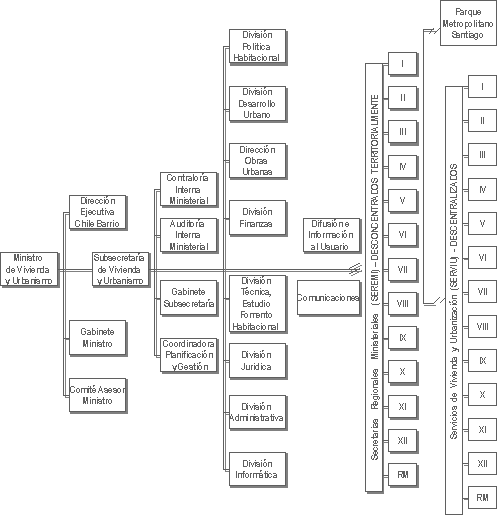 Ministro
de Vivienda
y Urbanismo
Dirección
Ejecutiva
Chile Barrio
Gabinete
Ministro
Comité Asesor
Ministro
Subsecretaría
de Vivienda
y Urbanismo
Contraloría
Interna
Ministerial
Auditoría
Interna
Ministerial
Gabinete
Subsecretaría
Coordinadora
Planificación
y Gestión
División
Política
Habitacional
División
Desarrollo
Urbano
Dirección
Obras
Urbanas
División
Finanzas
División
Técnica,
Estudio
Fomento
Habitacional
División
Jurídica
División
Administrativa
División
Informática
Difusión e
Información
al Usuario
Comunicaciones
Secretarías Regionales Ministeriales (SEREMI) – DESCONCENTRADOS TERRITORIALMENTE
I
II
III
IV
V
VI
VII
VIII
IX
X
XI
XII
RM
Parque
Metropolitano
Santiago
Servicios de Vivienda y Urbanización (SERVIU) - DESCENTRALIZADOS
I
II
III
IV
V
VI
VII
VIII
IX
X
XI
XII
RM